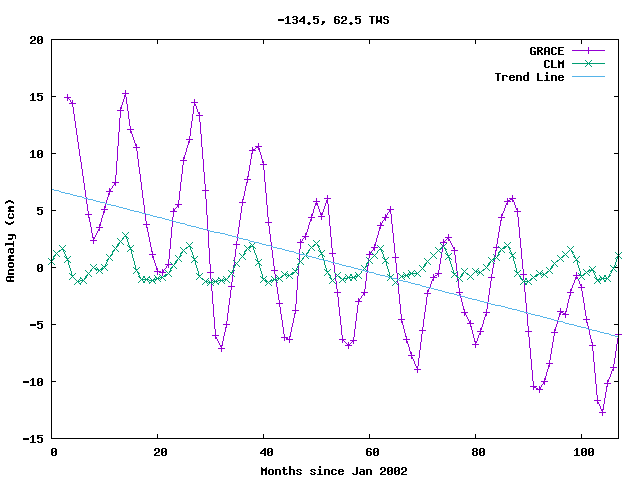 -134.5, 62.5 TWS
GRACE
CLM
Trend Line
20
15
10
5
0
-5
-10
-15
Anomaly (cm)
0 20 40 60 80 100
Months since Jan 2002